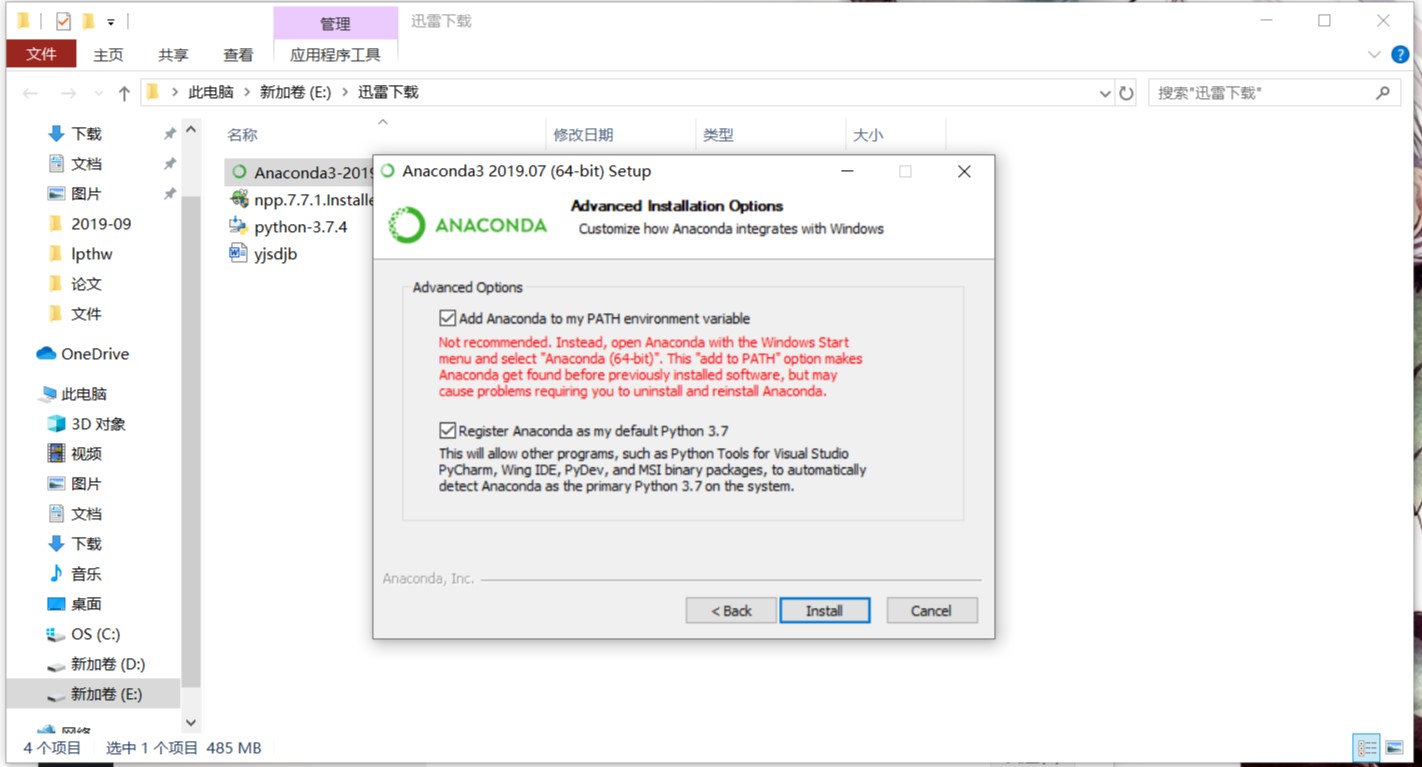 管理
迅雷下载
文件
主页
共享
查看
应用程序工具
此电脑
新加卷 (E:)
迅雷下载
搜索"迅雷下载"
名称
修改日期
类型
大小
下载
文档
图片
2019-09
lpthw
论文
文件
OneDrive
此电脑
3D 对象
视频
图片
文档
下载
音乐
桌面
OS (C:)
新加卷 (D:)
新加卷 (E:)
网络
Anaconda3-2019
npp.7.7.1.Installe
python-3.7.4
yjsdjb
Anaconda3 2019.07 (64-bit) Setup
ANACONDA
Advanced Installation Options
Customize how Anaconda integrates with Windows
Advanced Options
Add Anaconda to my PATH environment variable
Not recommended. Instead, open Anaconda with the Windows Start
menu and select "Anaconda (64-bit)". This "add to PATH" option makes
Anaconda get found before previously installed software, but may
cause problems requiring you to uninstall and reinstall Anaconda.
Register Anaconda as my default Python 3.7
This will allow other programs, such as Python Tools for Visual Studio
PyCharm, Wing IDE, PyDev, and MSI binary packages, to automatically
detect Anaconda as the primary Python 3.7 on the system.
Anaconda, Inc.
< Back
Install
Cancel
4 个项目
选中 1 个项目 485 MB